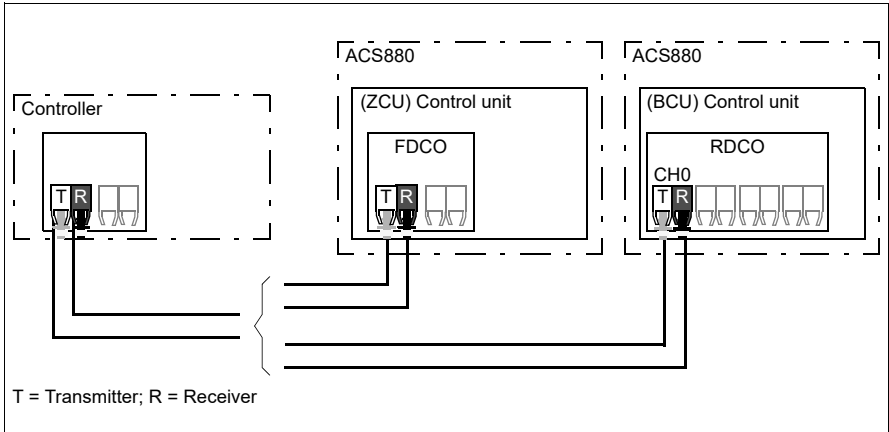 ACS880
ACS880
Controller
(ZCU) Control unit
(BCU) Control unit
FDCO
RDCO
CH0
T R
T R
T R
T = Transmitter; R = Receiver